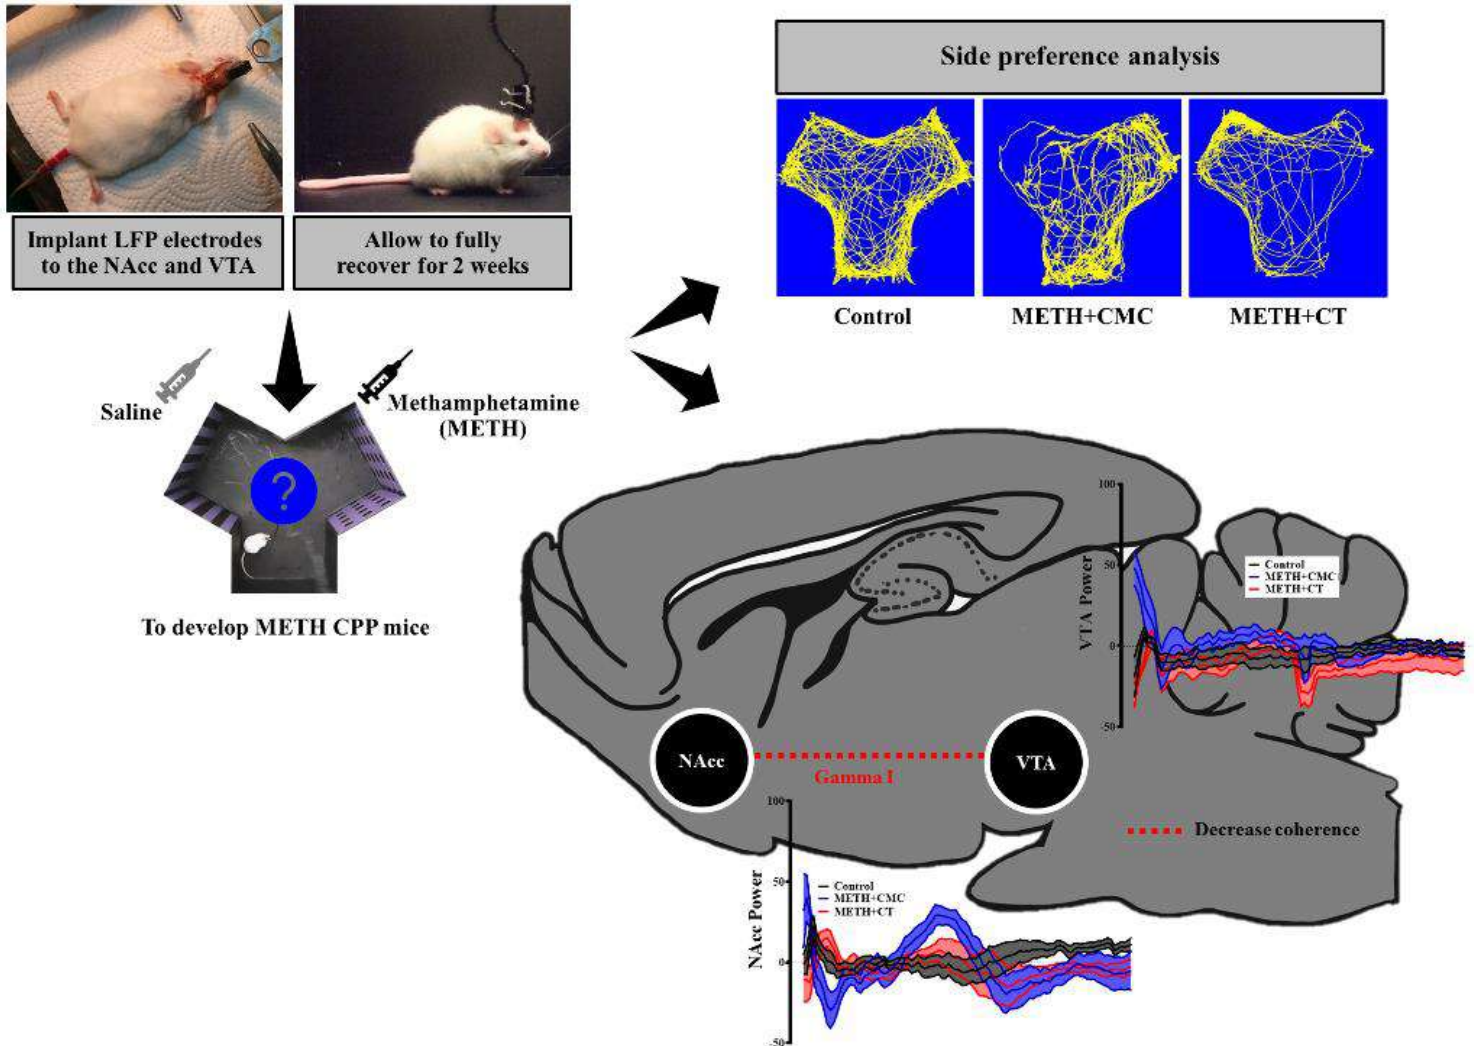 Side preference analysis
Implant LFP electrodes
to the NAcc and VTA
Allow to fully
recover for 2 weeks
Control
METH+CMC
METH+CT
Saline
Methamphetamine
(METH)
?
To develop METH CPP mice
100
50
0
-50
VTA Power
Control
METH+CMC
METH+CT
NAcc
VTA
Gamma I
Decrease coherence
100
50
0
-50
NAcc Power
Control
METH+CMC
METH+CT